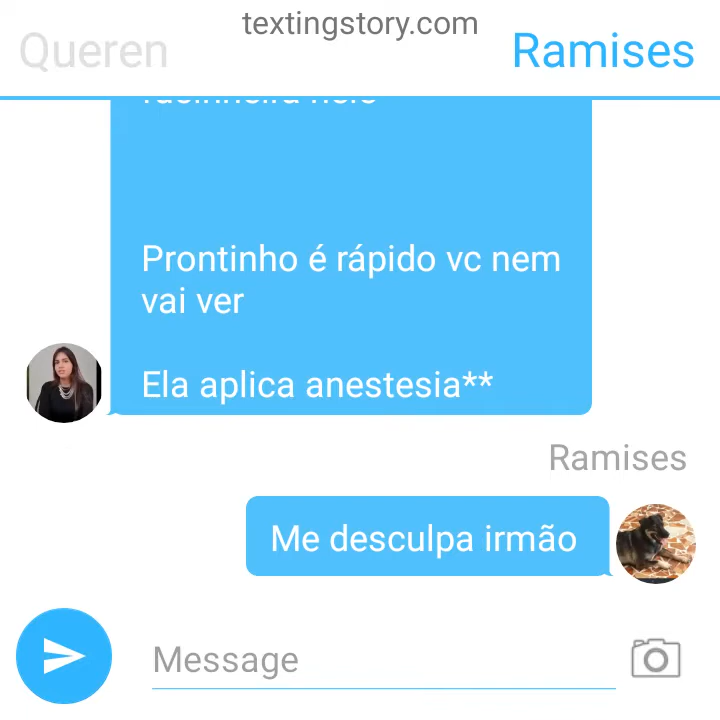 textingstory.com
Queren
Ramises
Prontinho é rápido vc nem
vai ver
Ela aplica anestesia**
Ramises
Me desculpa irmão
Message